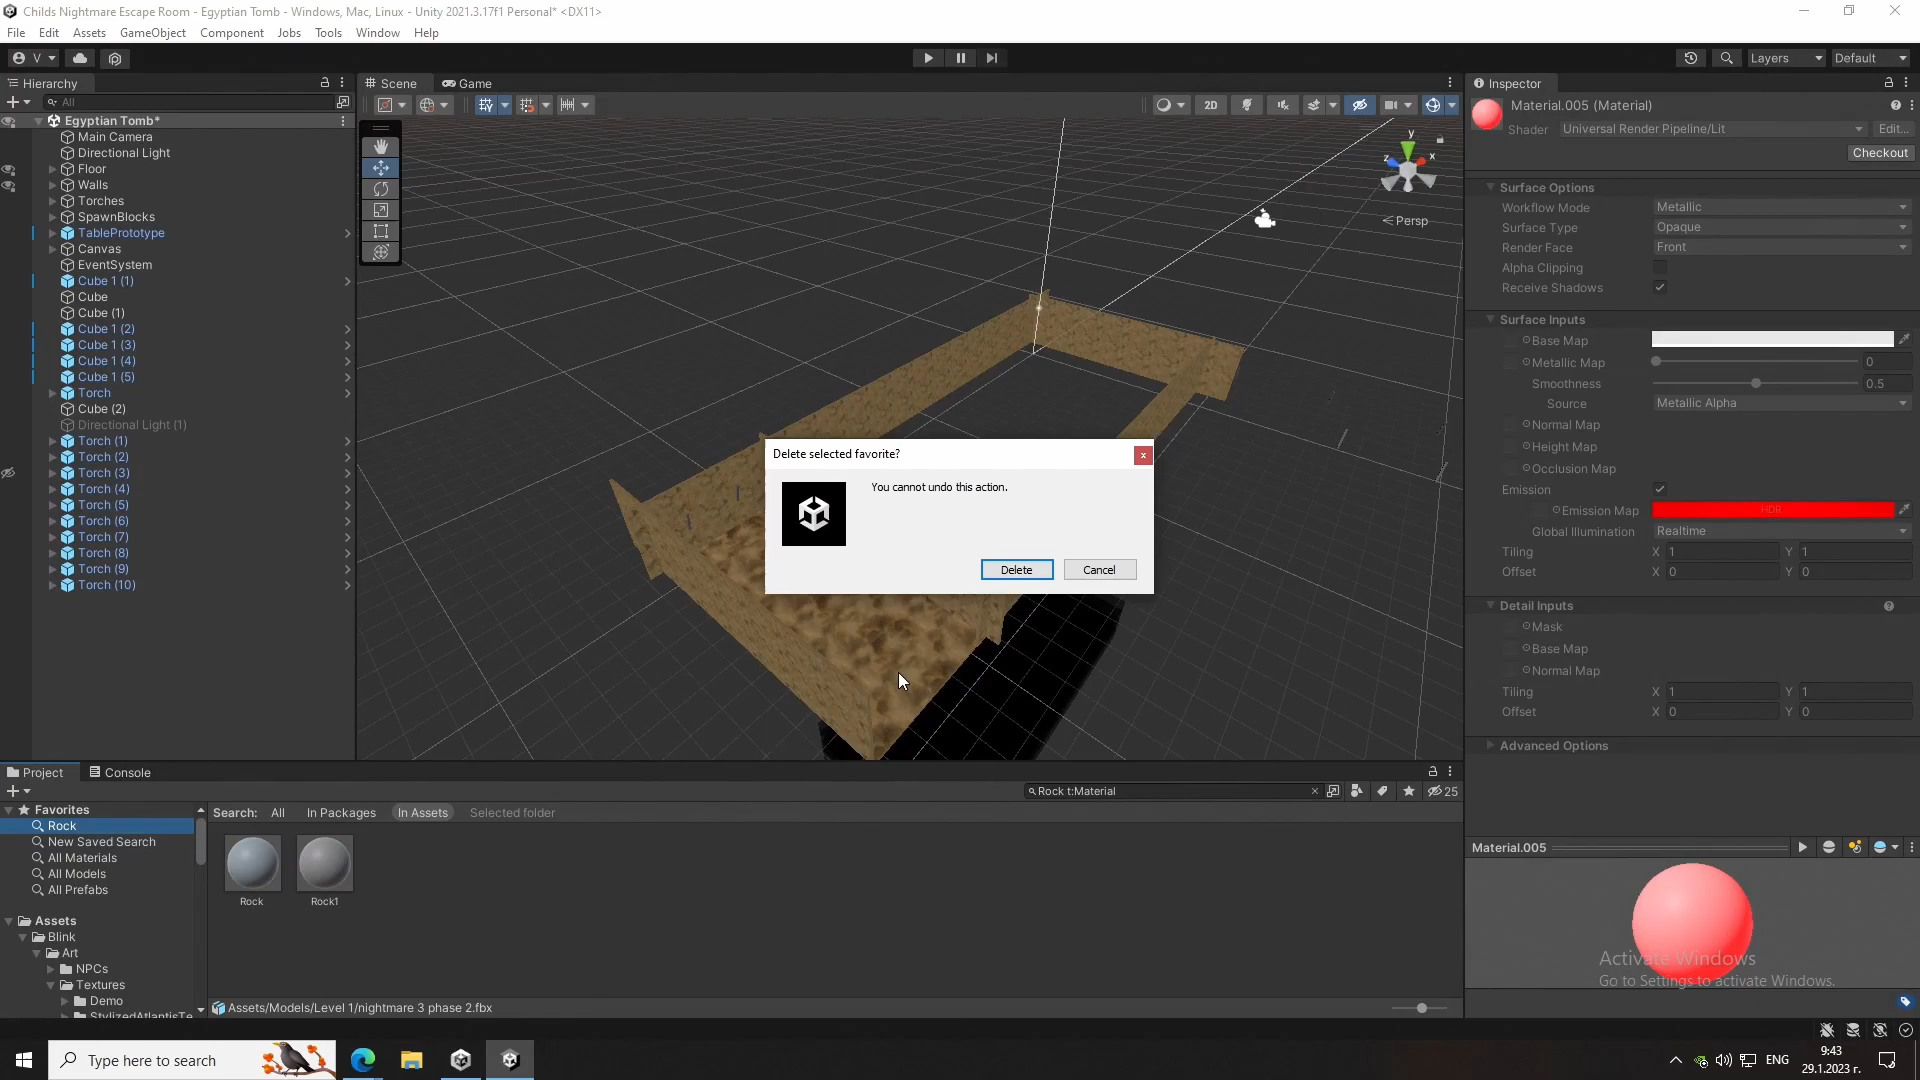 Childs Nightmare Escape Room - Egyptian Tomb - Windows, Mac, Linux - Unity 2021.3.17f1 Personal* <DX11>
File Edit Assets GameObject Component Jobs Tools Window Help
V Layers Default
Hierarchy
All
Egyptian Tomb*
Main Camera
Directional Light
Floor
Walls
Torches
SpawnBlocks
TablePrototype
Canvas
EventSystem
Cube 1 (1)
Cube
Cube (1)
Cube 1 (2)
Cube 1 (3)
Cube 1 (4)
Cube 1 (5)
Torch
Cube (2)
Directional Light (1)
Torch (1)
Torch (2)
Torch (3)
Torch (4)
Torch (5)
Torch (6)
Torch (7)
Torch (8)
Torch (9)
Torch (10)
Scene Game
2D
y
z x
Persp
Delete selected favorite?
You cannot undo this action.
Delete Cancel
Inspector
Material.005 (Material)
Shader Universal Render Pipeline/Lit Edit...
Checkout
Surface Options
Workflow Mode Metallic
Surface Type Opaque
Render Face Front
Alpha Clipping
Receive Shadows
Surface Inputs
Base Map
Metallic Map 0
Smoothness 0.5
Source Metallic Alpha
Normal Map
Height Map
Occlusion Map
Emission
Emission Map HDR
Global Illumination Realtime
Tiling X 1 Y 1
Offset X 0 Y 0
Detail Inputs
Mask
Base Map
Normal Map
Tiling X 1 Y 1
Offset X 0 Y 0
Advanced Options
Material.005
Activate Windows
Go to Settings to activate Windows.
Project Console
Rock t:Material 25
Favorites
Rock
New Saved Search
All Materials
All Models
All Prefabs
Assets
Blink
Art
NPCs
Textures
Demo
StylizedAtlantisTe
Search: All In Packages In Assets Selected folder
Rock Rock1
Assets/Models/Level 1/nightmare 3 phase 2.fbx
Type here to search
ENG
9:43
29.1.2023 г.